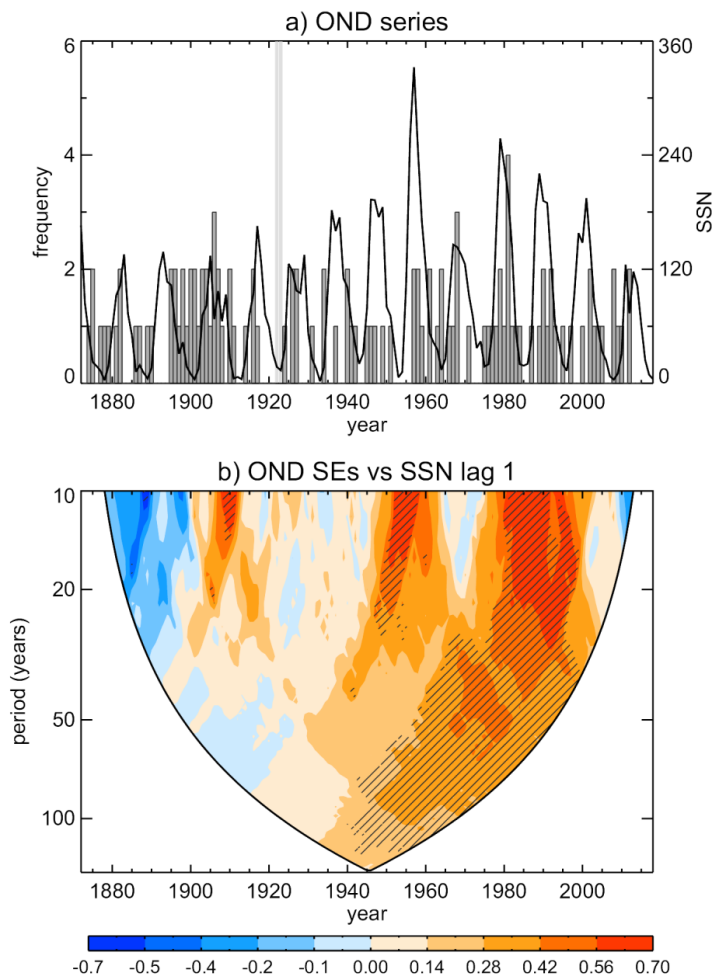 a) OND series
6 360
4 240
2 120
0 0
frequency
SSN
1880 1900 1920 1940 1960 1980 2000
year
b) OND SEs vs SSN lag 1
10
20
50
100
period (years)
1880 1900 1920 1940 1960 1980 2000
year
-0.7 -0.5 -0.4 -0.2 -0.1 0.00 0.14 0.28 0.42 0.56 0.70